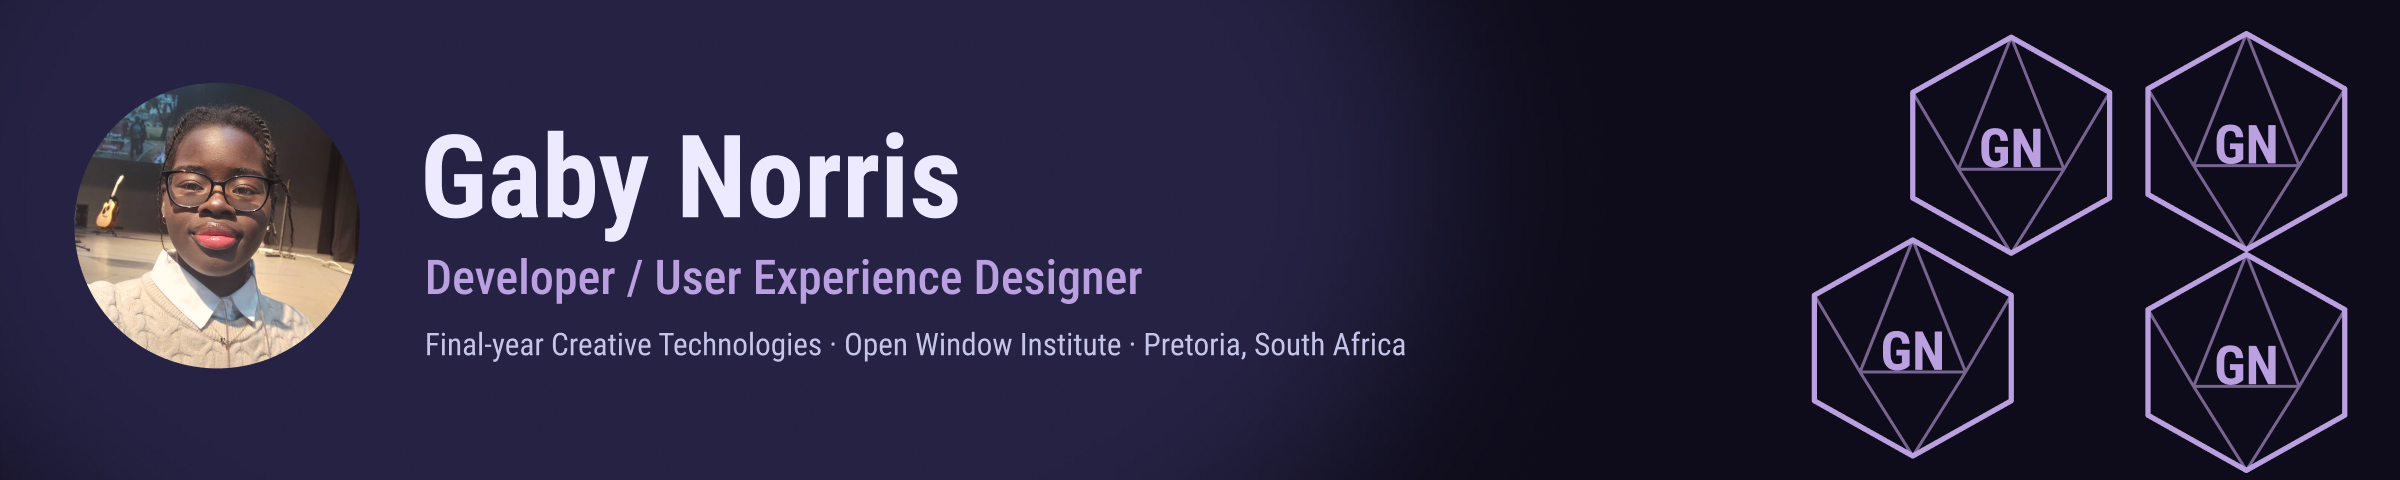 Gaby Norris
Developer / User Experience Designer
Final-year Creative Technologies · Open Window Institute · Pretoria, South Africa
GN
GN
GN
GN